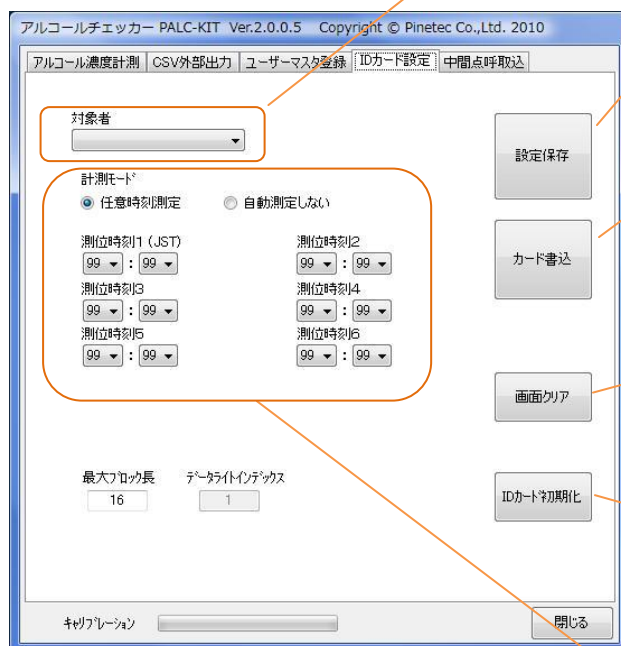 アルコールチェッカー PALC-KIT Ver.2.0.0.5 Copyright © Pinetec Co.,Ltd. 2010
アルコール濃度計測 CSV外部出力 ユーザーマスタ登録 IDカード設定 中間点呼取込
対象者
設定保存
計測モード
任意時刻測定 自動測定しない
測位時刻1 (JST) 測位時刻2
99 : 99 99 : 99
カード書込
測位時刻3 測位時刻4
99 : 99 99 : 99
測位時刻5 測位時刻6
99 : 99 99 : 99
画面クリア
最大ブロック長 データライトインデックス
16 1
IDカード初期化
キャリブレーション
閉じる